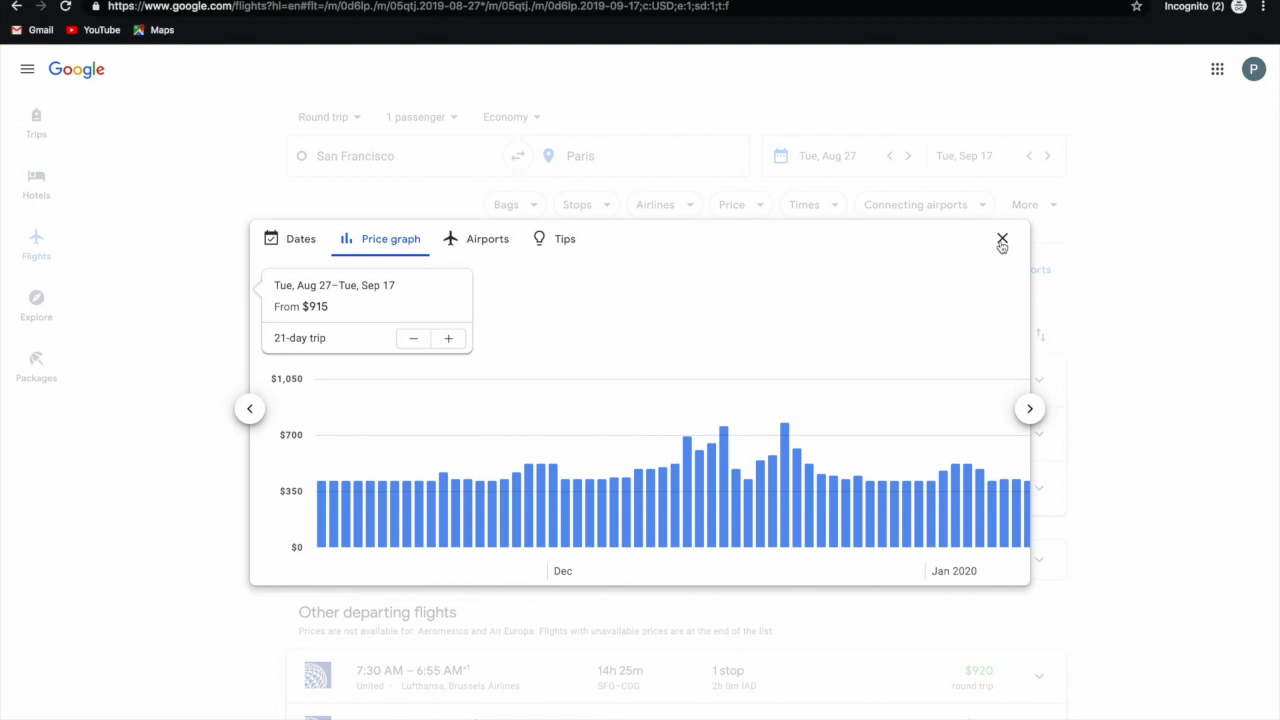 https://www.google.com/flights?hl=en#flt=/m/0d6lp./m/05qtj.2019-08-27*/m/05qtj./m/0d6lp.2019-09-17;c:USD;e:1;sd:1;t:f
Incognito (2)
Gmail YouTube Maps
Google
P
Trips
Hotels
Flights
Explore
Packages
Round trip 1 passenger Economy
San Francisco Paris Tue, Aug 27 Tue, Sep 17
Bags Stops Airlines Price Times Connecting airports More
Dates Price graph Airports Tips
orts
Tue, Aug 27–Tue, Sep 17
From $915
21-day trip − +
$1,050
$700
$350
$0
Dec Jan 2020
Other departing flights
Prices are not available for: Aeromexico and Air Europa. Flights with unavailable prices are at the end of the list.
7:30 AM – 6:55 AM+1 14h 25m 1 stop $920
United · Lufthansa, Brussels Airlines SFO–CDG 2h 0m IAD round trip